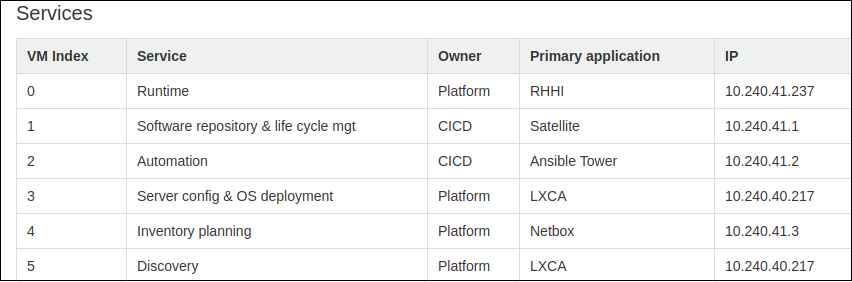 Services
VM Index Service Owner Primary application IP
0 Runtime Platform RHHI 10.240.41.237
1 Software repository & life cycle mgt CICD Satellite 10.240.41.1
2 Automation CICD Ansible Tower 10.240.41.2
3 Server config & OS deployment Platform LXCA 10.240.40.217
4 Inventory planning Platform Netbox 10.240.41.3
5 Discovery Platform LXCA 10.240.40.217